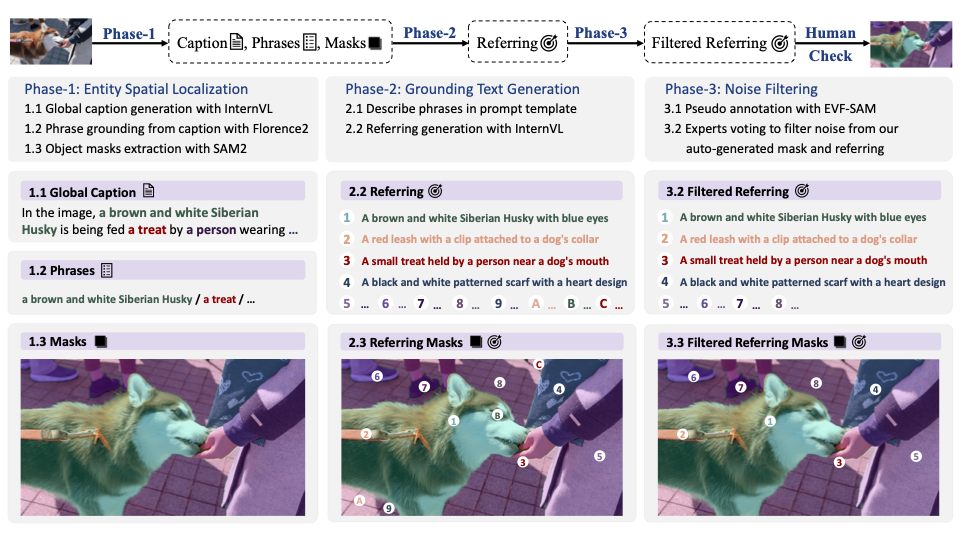 Phase-1
Caption, Phrases, Masks
Phase-2
Referring
Phase-3
Filtered Referring
Human
Check
Phase-1: Entity Spatial Localization
1.1 Global caption generation with InternVL
1.2 Phrase grounding from caption with Florence2
1.3 Object masks extraction with SAM2
Phase-2: Grounding Text Generation
2.1 Describe phrases in prompt template
2.2 Referring generation with InternVL
Phase-3: Noise Filtering
3.1 Pseudo annotation with EVF-SAM
3.2 Experts voting to filter noise from our
auto-generated mask and referring
1.1 Global Caption
In the image, a brown and white Siberian
Husky is being fed a treat by a person wearing ...
1.2 Phrases
a brown and white Siberian Husky / a treat / ...
1.3 Masks
2.2 Referring
1 A brown and white Siberian Husky with blue eyes
2 A red leash with a clip attached to a dog's collar
3 A small treat held by a person near a dog's mouth
4 A black and white patterned scarf with a heart design
5 ... 6 ... 7 ... 8 ... 9 ... A ... B ... C ...
2.3 Referring Masks
C
6
7
8
4
1
B
2
3
5
A
9
3.2 Filtered Referring
1 A brown and white Siberian Husky with blue eyes
2 A red leash with a clip attached to a dog's collar
3 A small treat held by a person near a dog's mouth
4 A black and white patterned scarf with a heart design
5 ... 6 ... 7 ... 8 ...
3.3 Filtered Referring Masks
6
7
8
4
1
2
3
5